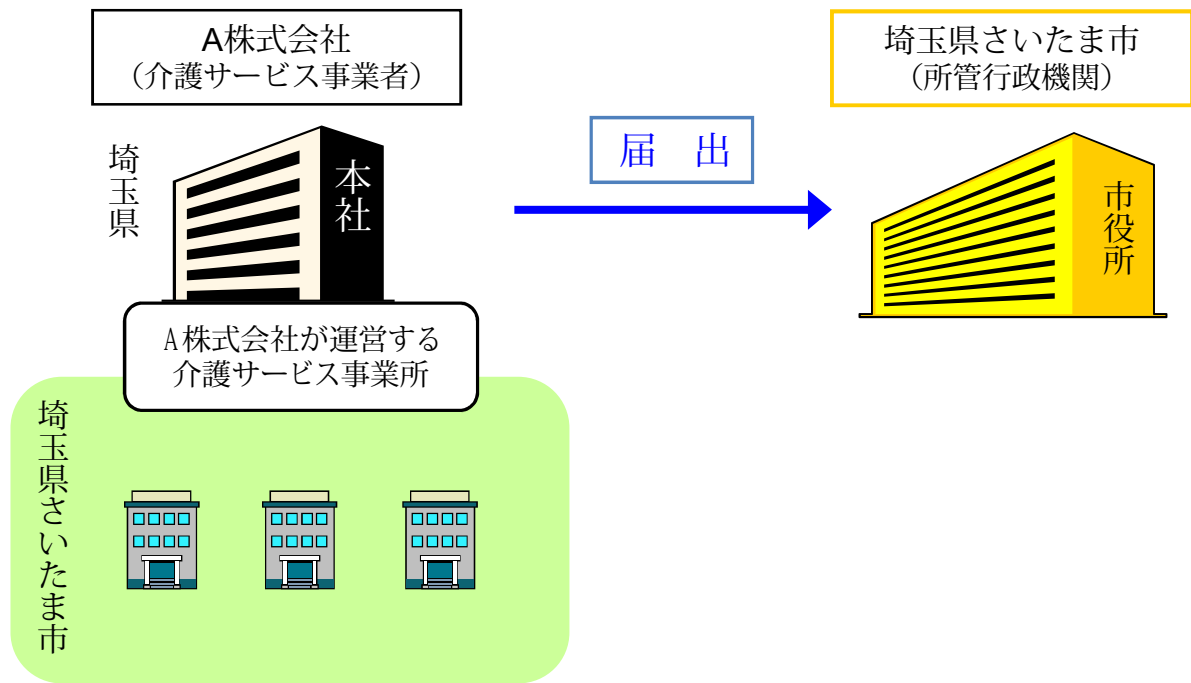 A株式会社
（介護サービス事業者）
埼玉県さいたま市
（所管行政機関）
届　出
埼玉県
本社
市役所
A株式会社が運営する
介護サービス事業所
埼玉県さいたま市